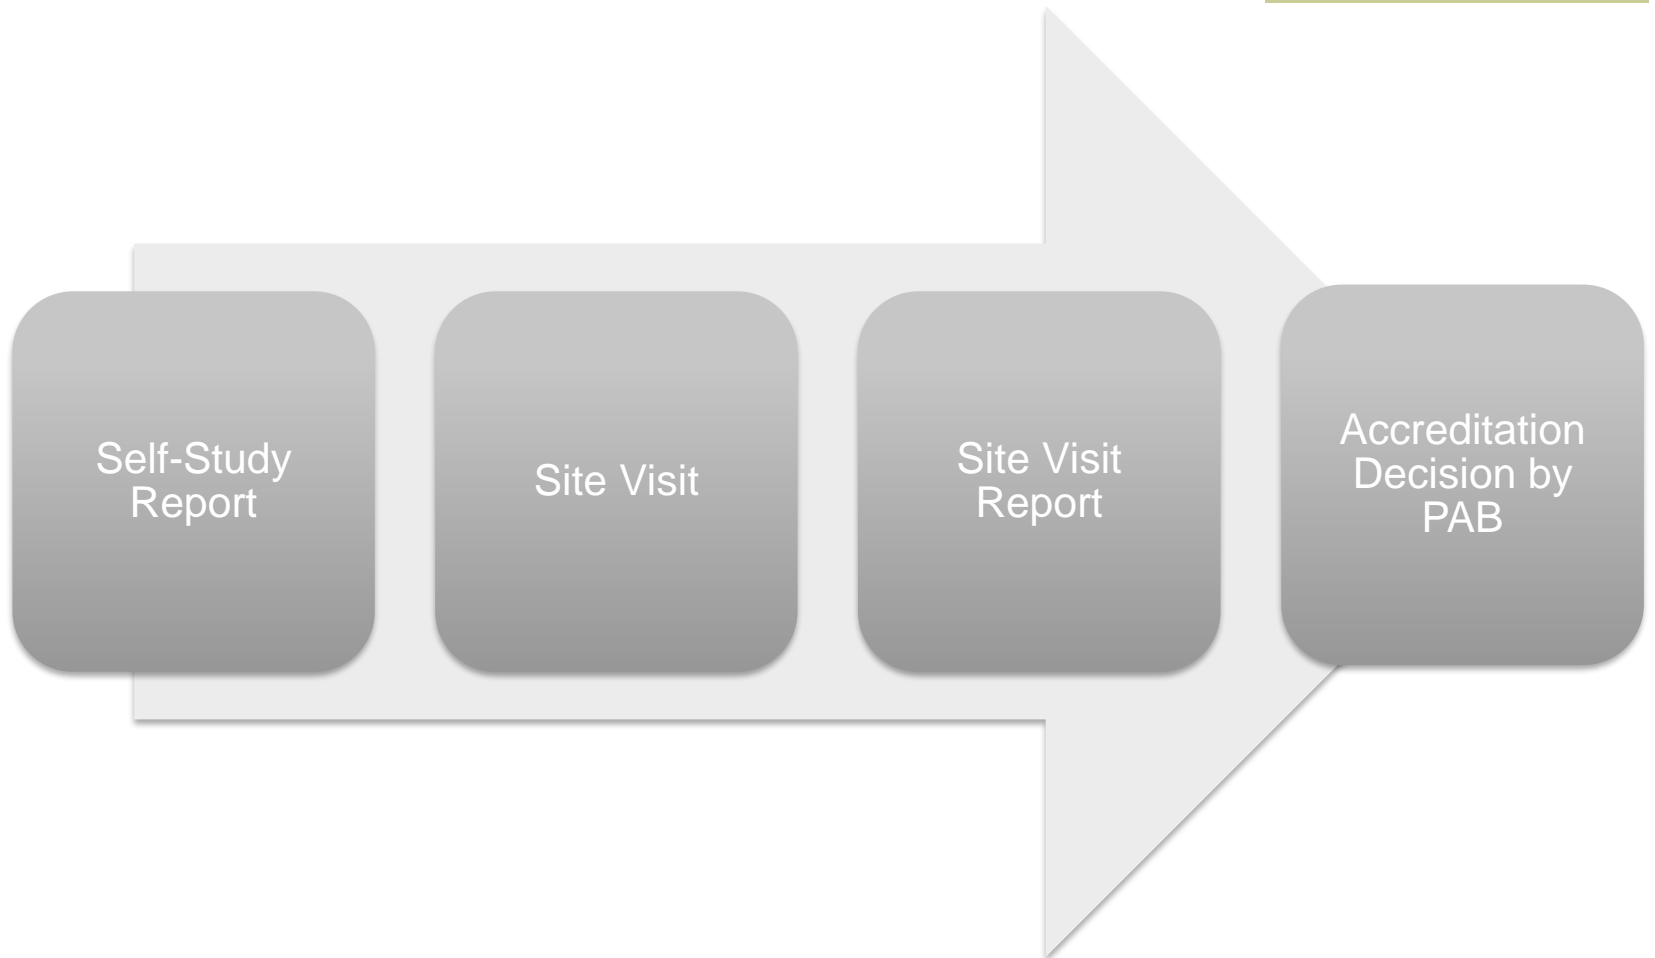 Self-Study
Report
Site Visit
Site Visit
Report
Accreditation
Decision by
PAB